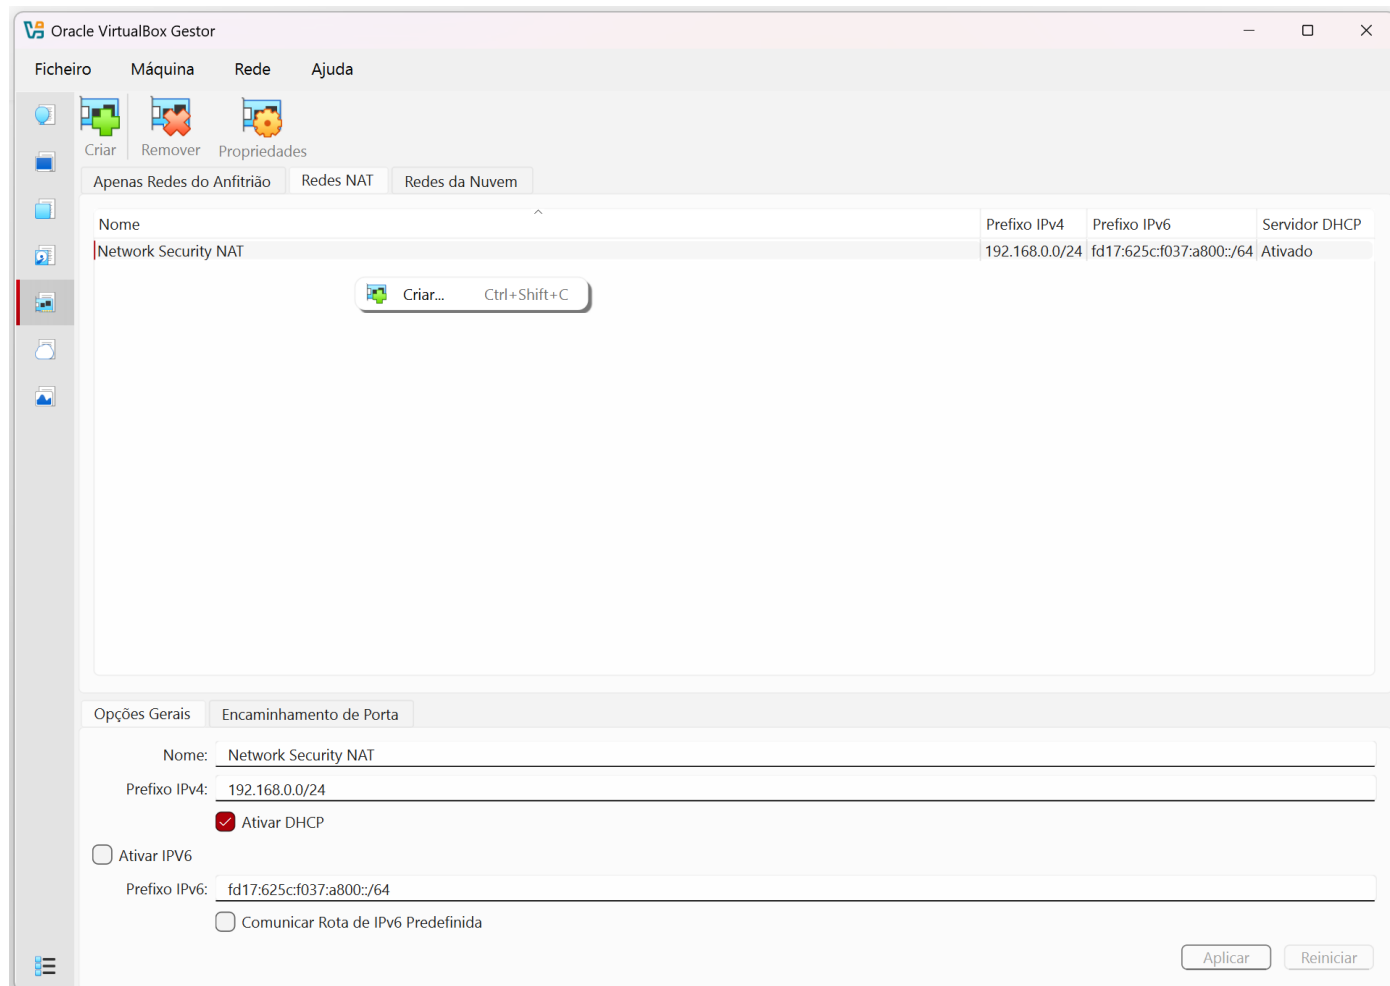 Oracle VirtualBox Gestor
Ficheiro Máquina Rede Ajuda
Criar Remover Propriedades
Apenas Redes do Anfitrião Redes NAT Redes da Nuvem
Nome Prefixo IPv4 Prefixo IPv6 Servidor DHCP
Network Security NAT 192.168.0.0/24 fd17:625c:f037:a800::/64 Ativado
Criar... Ctrl+Shift+C
Opções Gerais Encaminhamento de Porta
Nome: Network Security NAT
Prefixo IPv4: 192.168.0.0/24
Ativar DHCP
Ativar IPV6
Prefixo IPv6: fd17:625c:f037:a800::/64
Comunicar Rota de IPv6 Predefinida
Aplicar Reiniciar